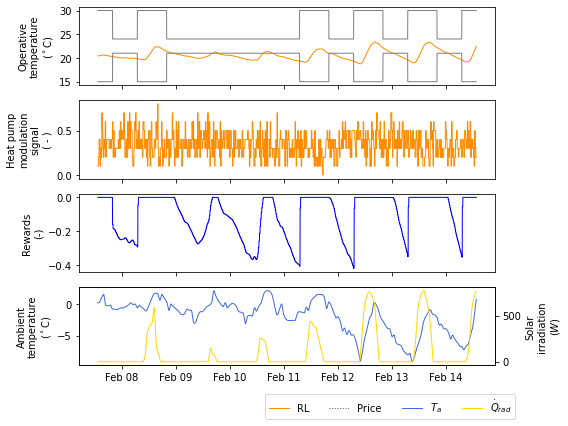 Operative
temperature
(°C)
30
25
20
15
Heat pump
modulation
signal
( - )
0.5
0.0
Rewards
(-)
0.0
−0.2
−0.4
Ambient
temperature
(°C)
0
−5
500
0
Solar
irradiation
(W)
Feb 08 Feb 09 Feb 10 Feb 11 Feb 12 Feb 13 Feb 14
RL Price Tₐ Q̇rad